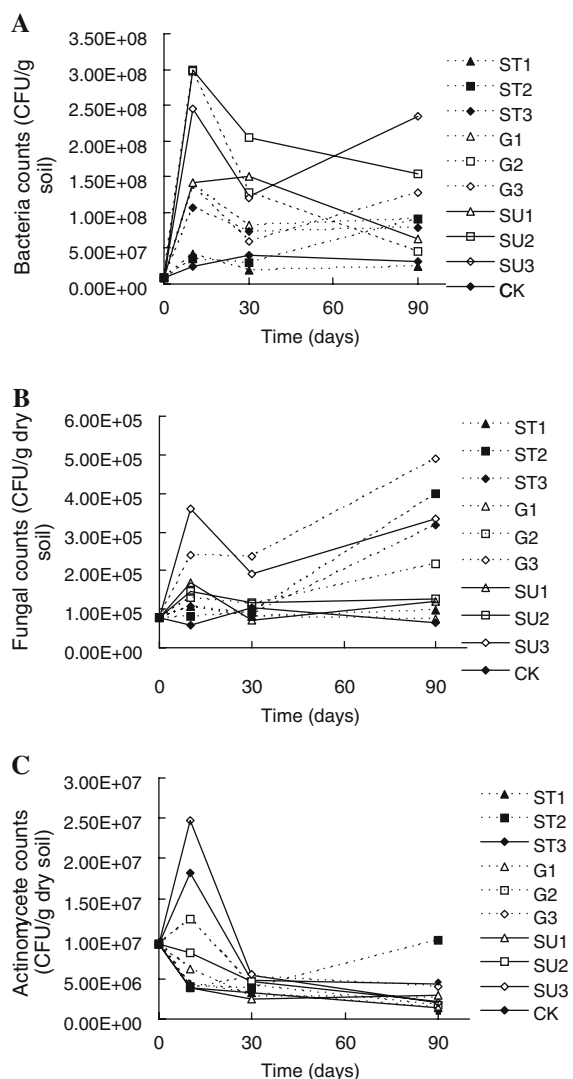 A
3.50E+08
3.00E+08
2.50E+08
2.00E+08
1.50E+08
1.00E+08
5.00E+07
0.00E+00
Bacteria counts (CFU/g
soil)
0
30
60
90
Time (days)
ST1
ST2
ST3
G1
G2
G3
SU1
SU2
SU3
CK
B
6.00E+05
5.00E+05
4.00E+05
3.00E+05
2.00E+05
1.00E+05
0.00E+00
Fungal counts (CFU/g dry
soil)
0
30
60
90
Time (days)
ST1
ST2
ST3
G1
G2
G3
SU1
SU2
SU3
CK
C
3.00E+07
2.50E+07
2.00E+07
1.50E+07
1.00E+07
5.00E+06
0.00E+00
Actinomycete counts
(CFU/g dry soil)
0
30
60
90
Time (days)
ST1
ST2
ST3
G1
G2
G3
SU1
SU2
SU3
CK